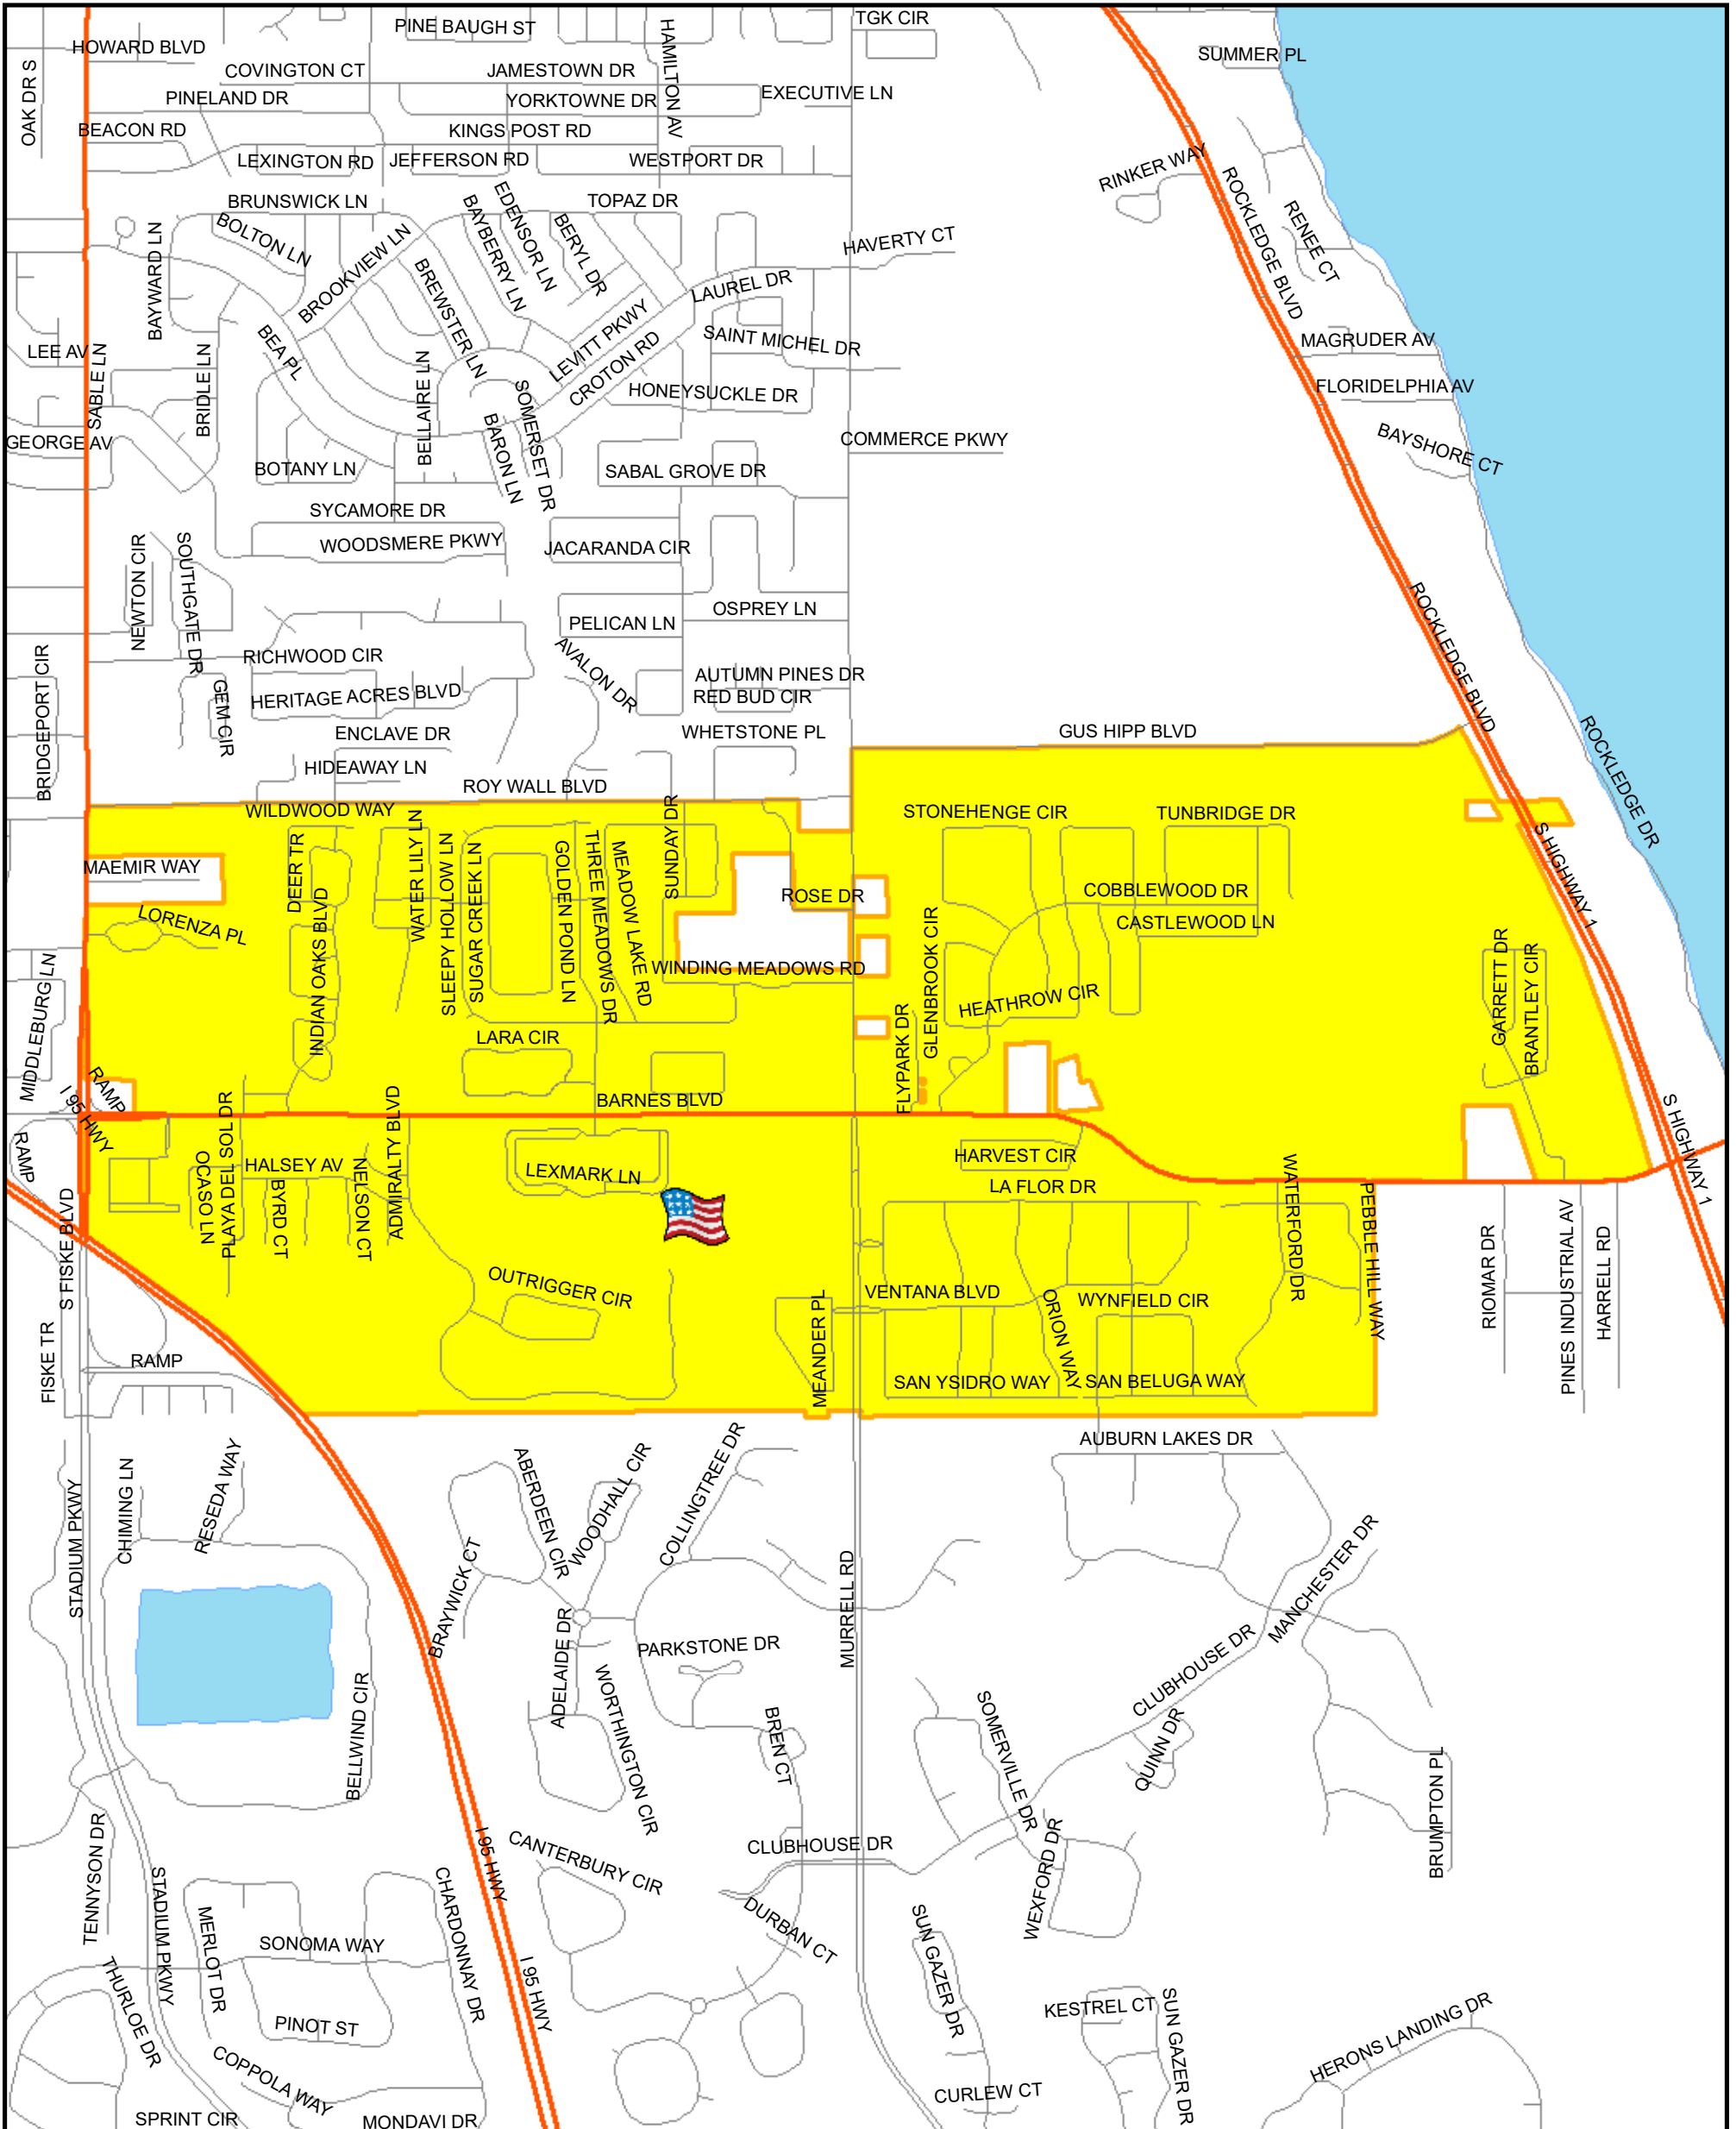 PINE BAUGH ST
TGK CIR
HOWARD BLVD
HAMILTON AV
SUMMER PL
OAK DR S
COVINGTON CT
JAMESTOWN DR
PINELAND DR
YORKTOWNE DR
EXECUTIVE LN
BEACON RD
KINGS POST RD
LEXINGTON RD
JEFFERSON RD
WESTPORT DR
RINKER WAY
ROCKLEDGE BLVD
BRUNSWICK LN
TOPAZ DR
BAYWARD LN
BOLTON LN
BROOKVIEW LN
BAYBERRY LN
EDENSOR LN
BERYL DR
HAVERTY CT
RENEE CT
BREWSTER LN
LAUREL DR
LEE AV
SABLE LN
BEA PL
LEVITT PKWY
CROTON RD
SAINT MICHEL DR
MAGRUDER AV
BRIDLE LN
BELLAIRE LN
SOMERSET DR
HONEYSUCKLE DR
FLORIDELPHIA AV
GEORGE AV
BARON LN
COMMERCE PKWY
BAYSHORE CT
BOTANY LN
SABAL GROVE DR
SYCAMORE DR
WOODSMERE PKWY
JACARANDA CIR
NEWTON CIR
SOUTHGATE DR
ROCKLEDGE BLVD
PELICAN LN
OSPREY LN
BRIDGEPORT CIR
RICHWOOD CIR
AVALON DR
AUTUMN PINES DR
GEM CIR
HERITAGE ACRES BLVD
RED BUD CIR
ENCLAVE DR
WHETSTONE PL
GUS HIPP BLVD
ROCKLEDGE DR
HIDEAWAY LN
ROY WALL BLVD
WILDWOOD WAY
STONEHENGE CIR
TUNBRIDGE DR
S HIGHWAY 1
MAEMIR WAY
DEER TR
WATER LILY LN
SLEEPY HOLLOW LN
SUGAR CREEK LN
GOLDEN POND LN
THREE MEADOWS DR
MEADOW LAKE RD
SUNDAY DR
ROSE DR
COBBLEWOOD DR
LORENZA PL
INDIAN OAKS BLVD
CASTLEWOOD LN
MIDDLEBURG LN
WINDING MEADOWS RD
GLENBROOK CIR
GARRETT DR
BRANTLEY CIR
HEATHROW CIR
LARA CIR
FLYPARK DR
RAMP
I 95 HWY
BARNES BLVD
S HIGHWAY 1
RAMP
OCASO LN
PLAYA DEL SOL DR
HALSEY AV
BYRD CT
NELSON CT
ADMIRALTY BLVD
LEXMARK LN
HARVEST CIR
LA FLOR DR
WATERFORD DR
PEBBLE HILL WAY
S FISKE BLVD
OUTRIGGER CIR
MEANDER PL
VENTANA BLVD
ORION WAY
WYNFIELD CIR
RIOMAR DR
PINES INDUSTRIAL AV
HARRELL RD
FISKE TR
RAMP
SAN YSIDRO WAY
SAN BELUGA WAY
AUBURN LAKES DR
STADIUM PKWY
CHIMING LN
RESEDA WAY
ABERDEEN CIR
WOODHALL CIR
COLLINGTREE DR
BRAYWICK CT
MURRELL RD
MANCHESTER DR
ADELAIDE DR
PARKSTONE DR
CLUBHOUSE DR
BELLWIND CIR
WORTHINGTON CIR
BREN CT
SOMERVILLE DR
QUINN DR
BRUMPTON PL
TENNYSON DR
I 95 HWY
CANTERBURY CIR
CLUBHOUSE DR
WEXFORD DR
STADIUM PKWY
MERLOT DR
CHARDONNAY DR
DURBAN CT
SONOMA WAY
SUN GAZER DR
THURLOE DR
I 95 HWY
PINOT ST
KESTREL CT
SUN GAZER DR
HERONS LANDING DR
COPPOLA WAY
CURLEW CT
SPRINT CIR
MONDAVI DR